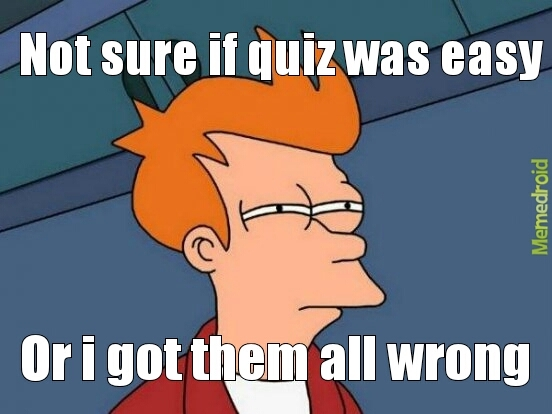 Not sure if quiz was easy
Memedroid
Or i got them all wrong